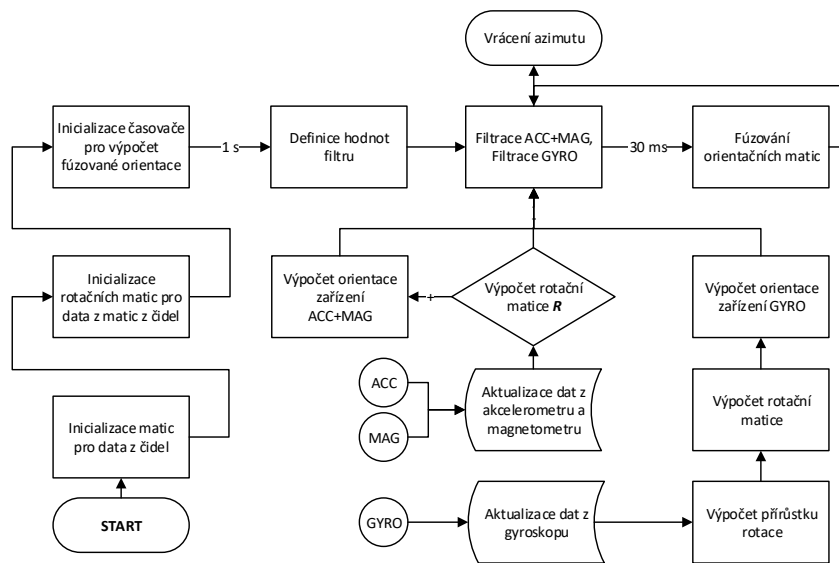 Vrácení azimutu
Inicializace časovače
pro výpočet
fúzované orientace
1 s
Definice hodnot
filtru
Filtrace ACC+MAG,
Filtrace GYRO
30 ms
Fúzování
orientačních matic
Inicializace
rotačních matic pro
data z matic z čidel
Výpočet orientace
zařízení
ACC+MAG
+
Výpočet rotační
matice R
-
Výpočet orientace
zařízení GYRO
ACC
MAG
Aktualizace dat z
akcelerometru a
magnetometru
Výpočet rotační
matice
Inicializace matic
pro data z čidel
START
GYRO
Aktualizace dat z
gyroskopu
Výpočet přírůstku
rotace